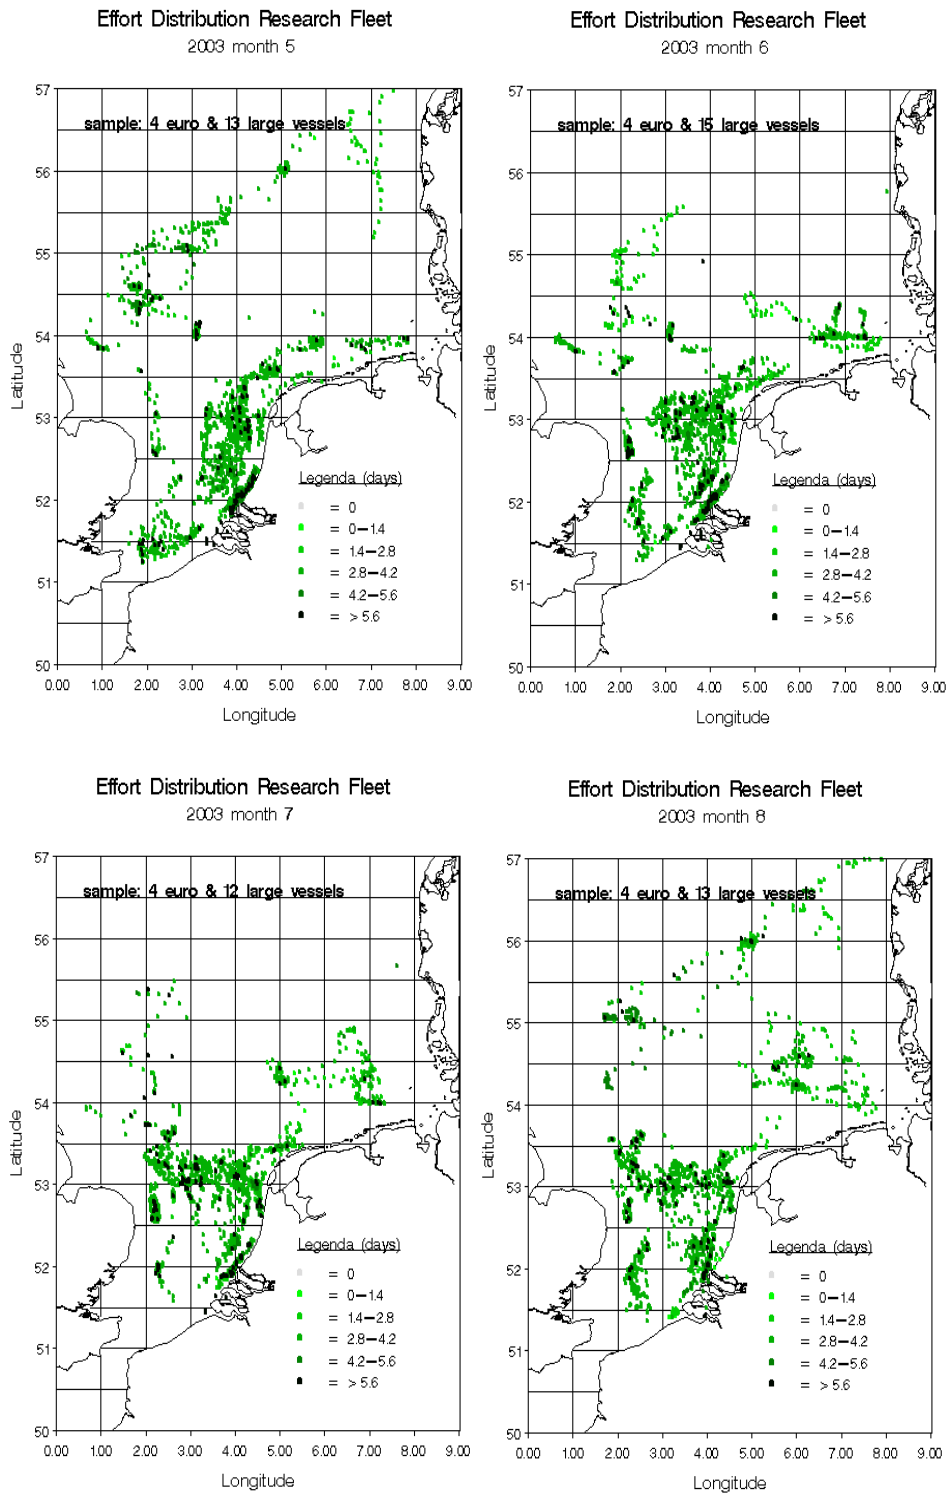 Effort Distribution Research Fleet
2003 month 5
sample: 4 euro & 13 large vessels
57
56
55
54
53
52
51
50
Latitude
Legenda (days)
= 0
= 0-1.4
= 1.4-2.8
= 2.8-4.2
= 4.2-5.6
= > 5.6
0.00 1.00 2.00 3.00 4.00 5.00 6.00 7.00 8.00 9.00
Longitude
Effort Distribution Research Fleet
2003 month 6
sample: 4 euro & 15 large vessels
57
56
55
54
53
52
51
50
Latitude
Legenda (days)
= 0
= 0-1.4
= 1.4-2.8
= 2.8-4.2
= 4.2-5.6
= > 5.6
0.00 1.00 2.00 3.00 4.00 5.00 6.00 7.00 8.00 9.00
Longitude
Effort Distribution Research Fleet
2003 month 7
sample: 4 euro & 12 large vessels
57
56
55
54
53
52
51
50
Latitude
Legenda (days)
= 0
= 0-1.4
= 1.4-2.8
= 2.8-4.2
= 4.2-5.6
= > 5.6
0.00 1.00 2.00 3.00 4.00 5.00 6.00 7.00 8.00 9.00
Longitude
Effort Distribution Research Fleet
2003 month 8
sample: 4 euro & 13 large vessels
57
56
55
54
53
52
51
50
Latitude
Legenda (days)
= 0
= 0-1.4
= 1.4-2.8
= 2.8-4.2
= 4.2-5.6
= > 5.6
0.00 1.00 2.00 3.00 4.00 5.00 6.00 7.00 8.00 9.00
Longitude